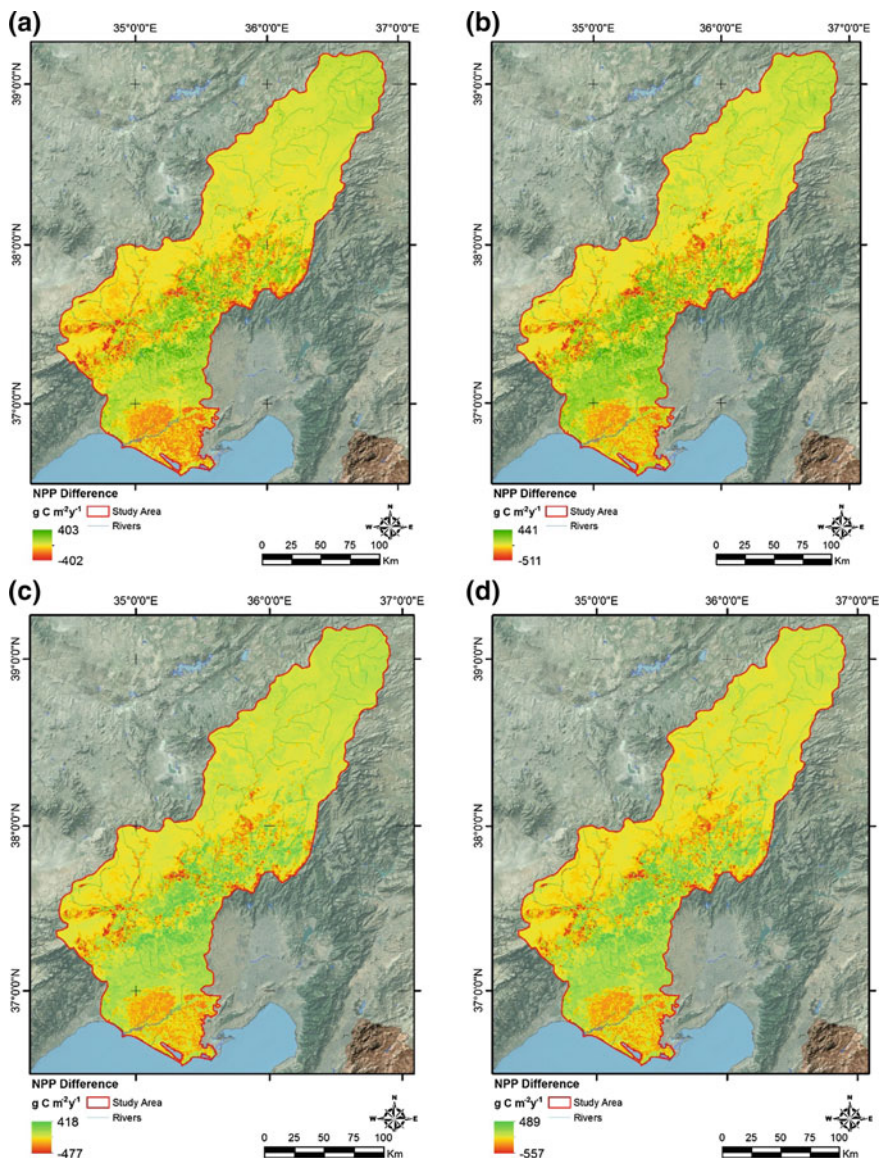 (a)
35°0'0"E 36°0'0"E 37°0'0"E
39°0'0"N
38°0'0"N
37°0'0"N
NPP Difference
g C m⁻²y⁻¹ Study Area
Rivers
403
-402
N
W E
S
0 25 50 75 100
Km
(b)
35°0'0"E 36°0'0"E 37°0'0"E
39°0'0"N
38°0'0"N
37°0'0"N
NPP Difference
g C m⁻²y⁻¹ Study Area
Rivers
441
-511
N
W E
S
0 25 50 75 100
Km
(c)
35°0'0"E 36°0'0"E 37°0'0"E
39°0'0"N
38°0'0"N
37°0'0"N
NPP Difference
g C m⁻²y⁻¹ Study Area
Rivers
418
-477
N
W E
S
0 25 50 75 100
Km
(d)
35°0'0"E 36°0'0"E 37°0'0"E
39°0'0"N
38°0'0"N
37°0'0"N
NPP Difference
g C m⁻²y⁻¹ Study Area
Rivers
489
-557
N
W E
S
0 25 50 75 100
Km